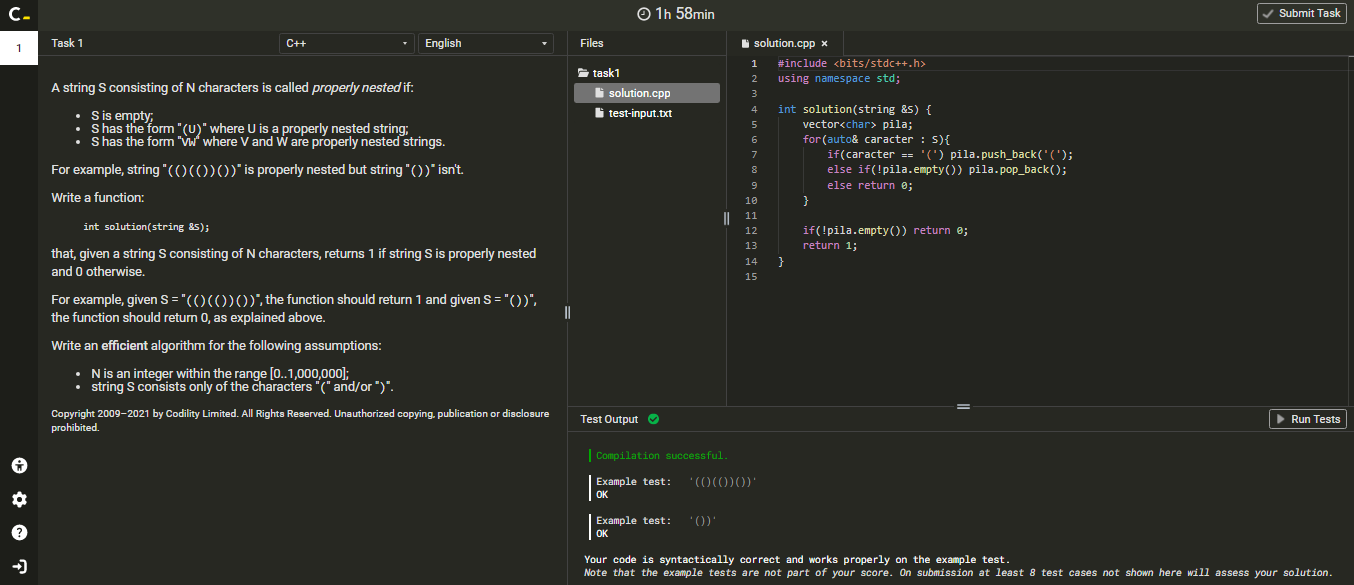 C_
1h 58min
Submit Task
1
Task 1
C++
English
A string S consisting of N characters is called properly nested if:
S is empty;
S has the form "(U)" where U is a properly nested string;
S has the form "VW" where V and W are properly nested strings.
For example, string "(()(())())" is properly nested but string "())" isn't.
Write a function:
int solution(string &S);
that, given a string S consisting of N characters, returns 1 if string S is properly nested
and 0 otherwise.
For example, given S = "(()(())())", the function should return 1 and given S = "())",
the function should return 0, as explained above.
Write an efficient algorithm for the following assumptions:
N is an integer within the range [0..1,000,000];
string S consists only of the characters "(" and/or ")".
Copyright 2009–2021 by Codility Limited. All Rights Reserved. Unauthorized copying, publication or disclosure
prohibited.
Files
task1
solution.cpp
test-input.txt
solution.cpp ×
1 #include <bits/stdc++.h>
2 using namespace std;
3
4 int solution(string &S) {
5 vector<char> pila;
6 for(auto& caracter : S){
7 if(caracter == '(') pila.push_back('(');
8 else if(!pila.empty()) pila.pop_back();
9 else return 0;
10 }
11
12 if(!pila.empty()) return 0;
13 return 1;
14 }
15
Test Output
Run Tests
Compilation successful.
Example test: '(()(())())'
OK
Example test: '())'
OK
Your code is syntactically correct and works properly on the example test.
Note that the example tests are not part of your score. On submission at least 8 test cases not shown here will assess your solution.